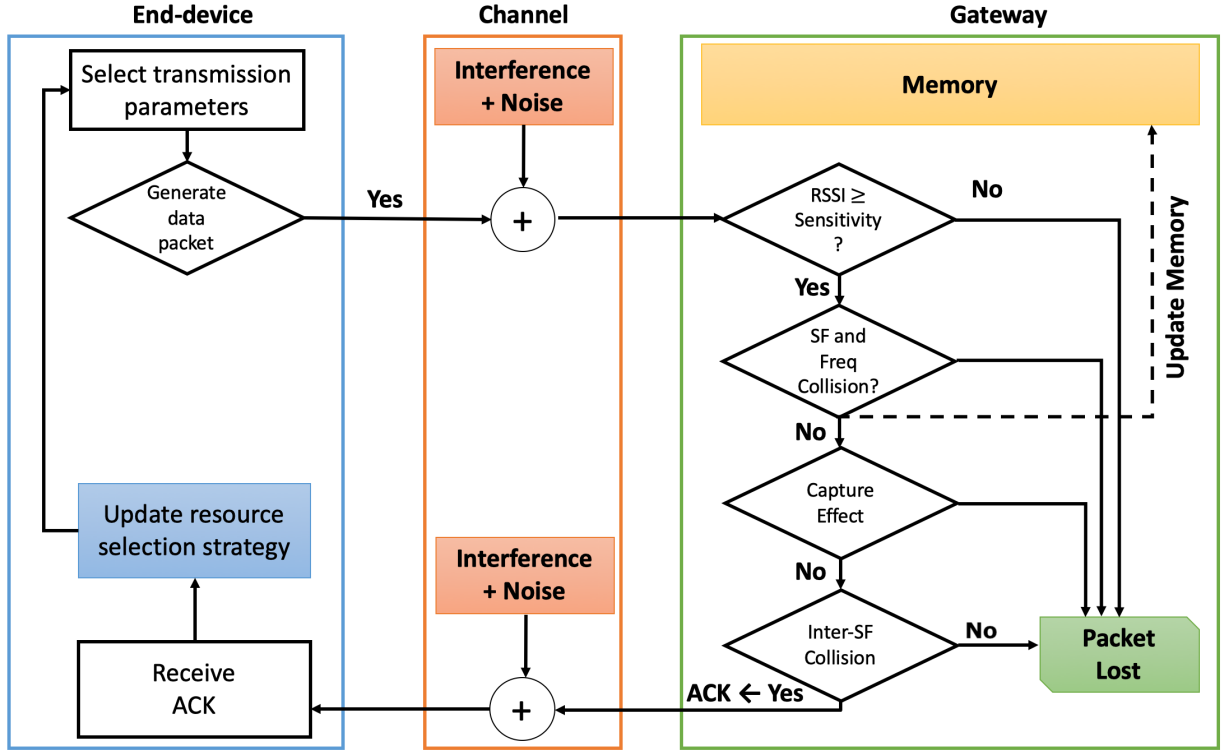 End-device
Channel
Gateway
Select transmission
parameters
Generate
data
packet
Yes
Interference
+ Noise
+
Memory
RSSI ≥
Sensitivity
?
No
Yes
Update Memory
SF and
Freq
Collision?
No
Capture
Effect
No
Update resource
selection strategy
Interference
+ Noise
Inter-SF
Collision
No
Packet
Lost
Receive
ACK
+
ACK ← Yes